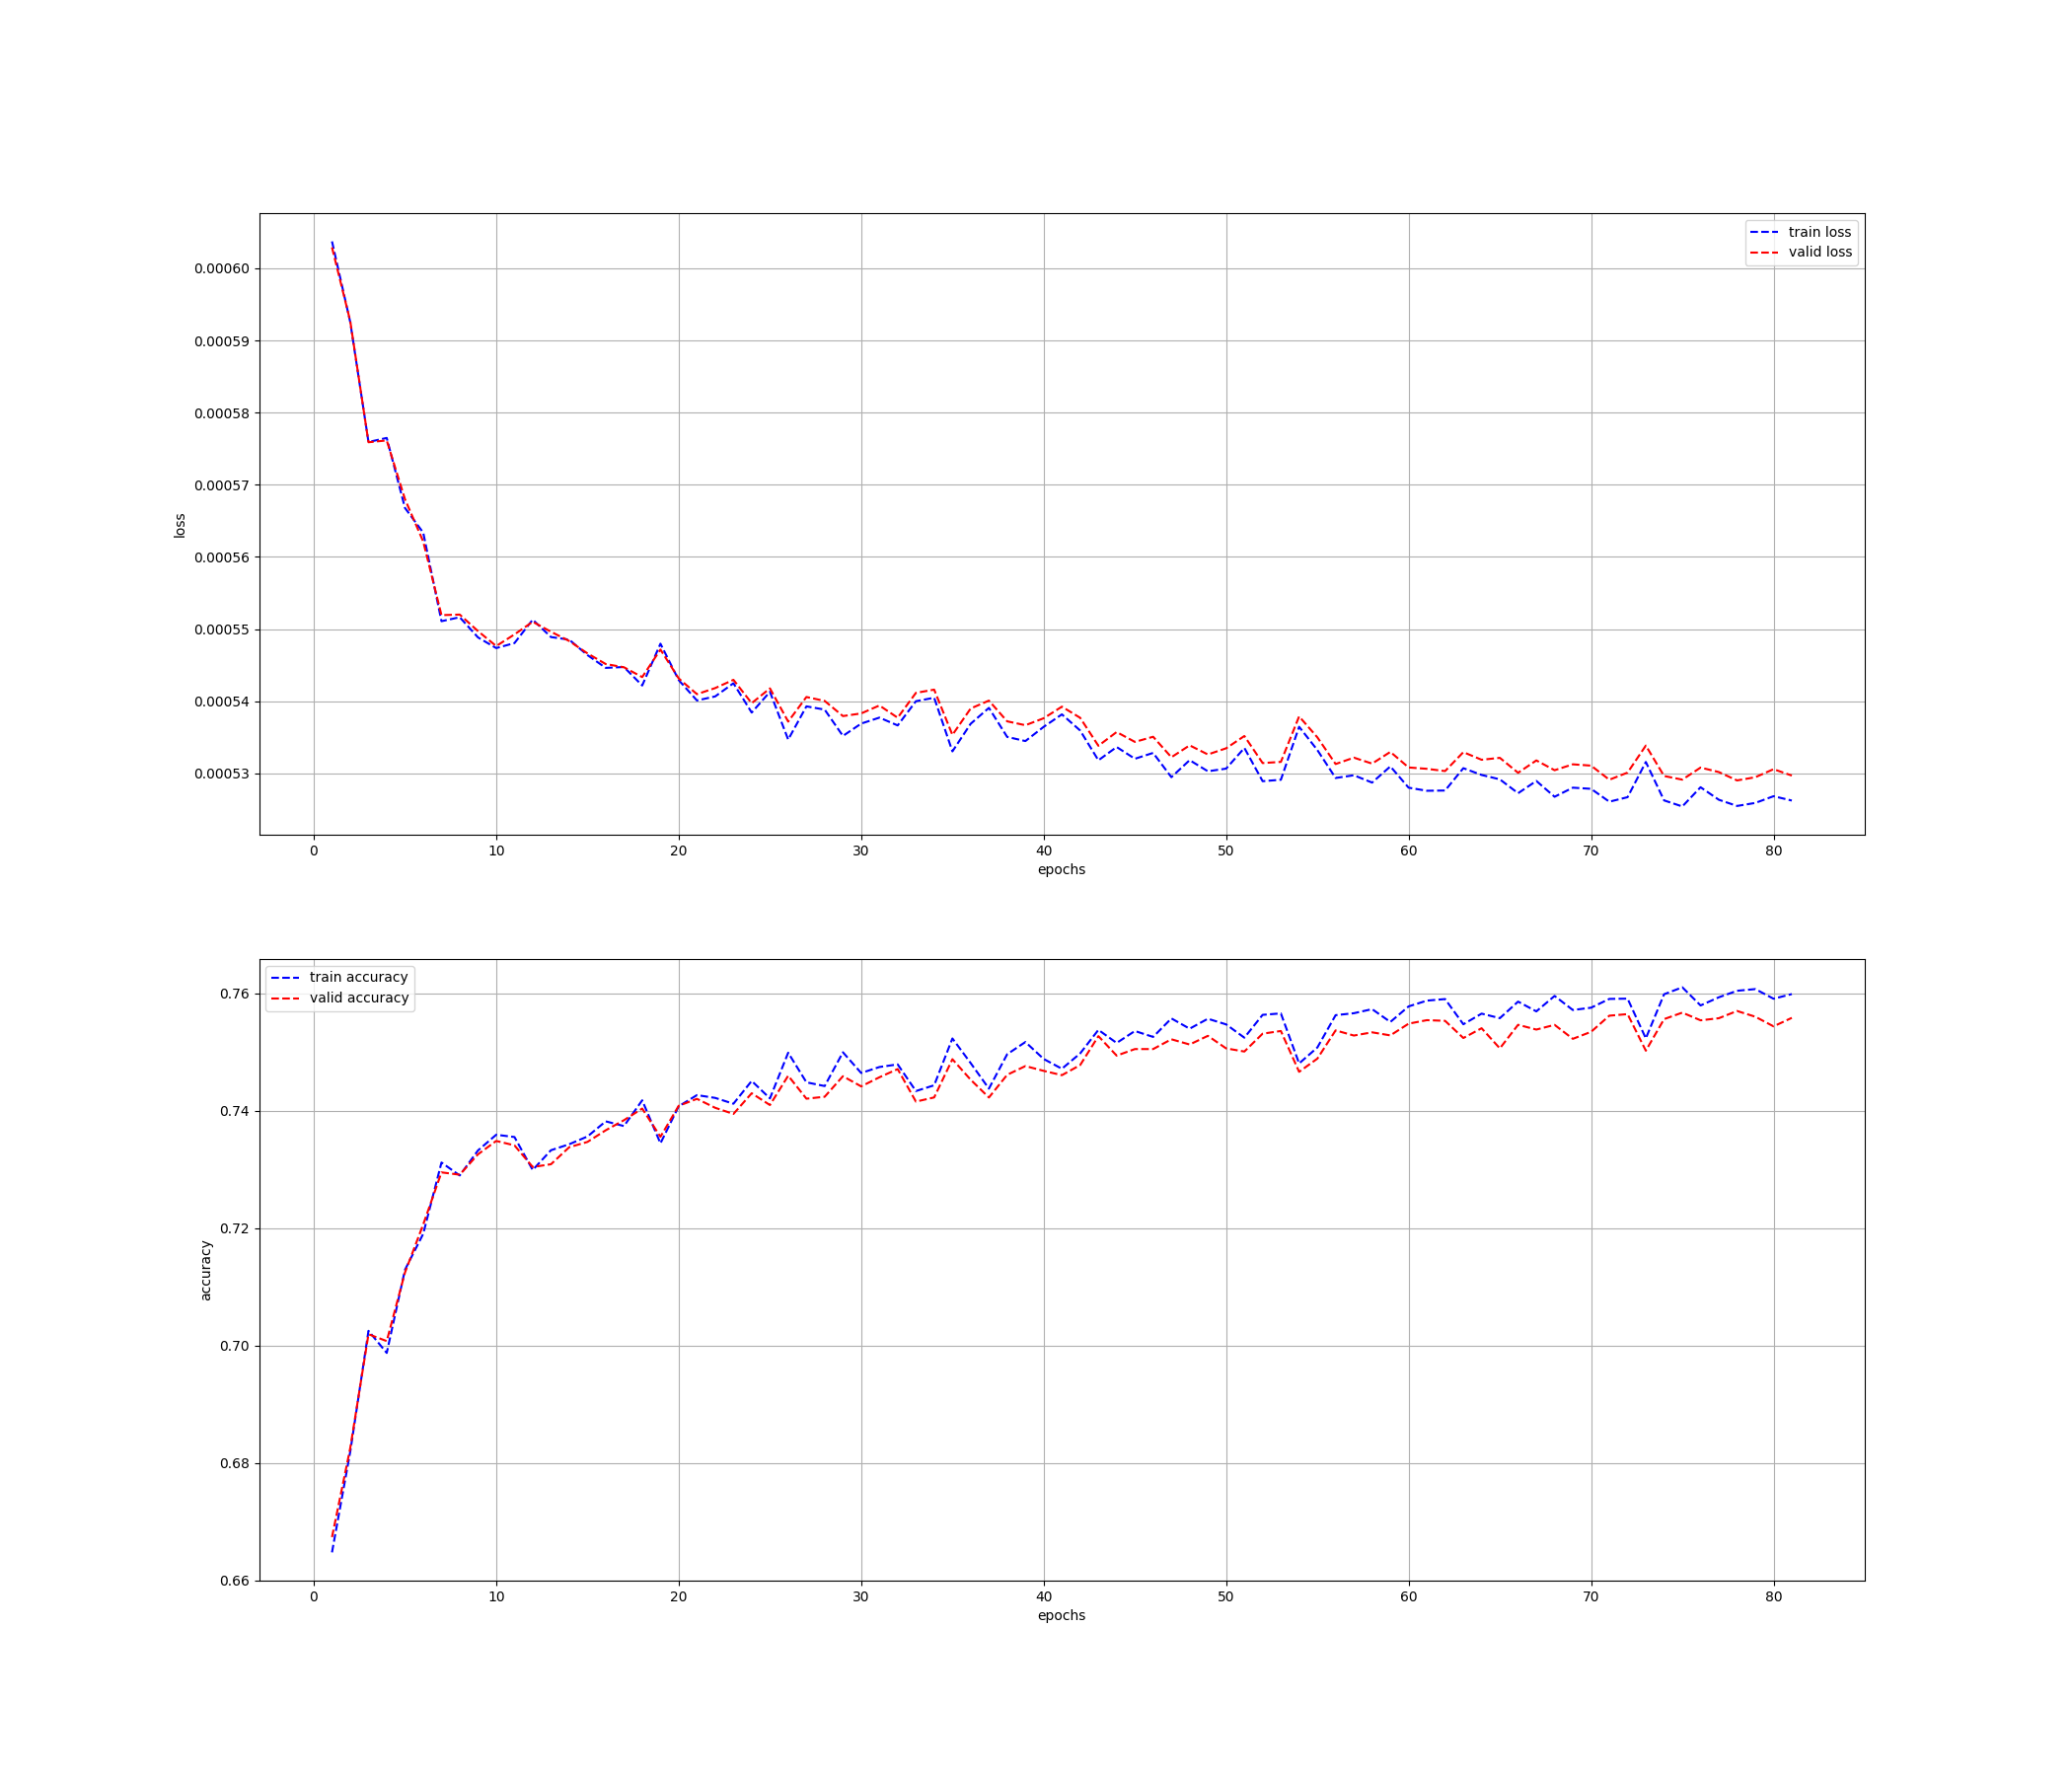 train loss
valid loss
0.00060
0.00059
0.00058
0.00057
0.00056
0.00055
0.00054
0.00053
loss
0 10 20 30 40 50 60 70 80
epochs
train accuracy
valid accuracy
0.76
0.74
0.72
0.70
0.68
0.66
accuracy
0 10 20 30 40 50 60 70 80
epochs